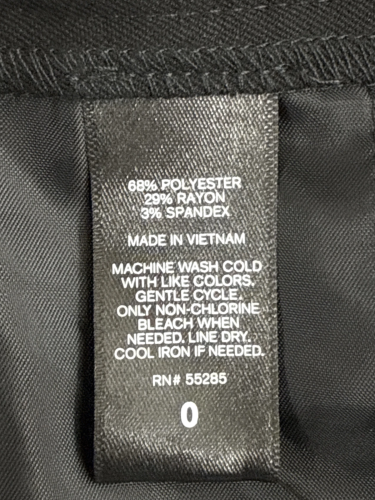 68% POLYESTER
29% RAYON
3% SPANDEX
MADE IN VIETNAM
MACHINE WASH COLD
WITH LIKE COLORS.
GENTLE CYCLE.
ONLY NON-CHLORINE
BLEACH WHEN
NEEDED. LINE DRY.
COOL IRON IF NEEDED.
RN# 55285
0